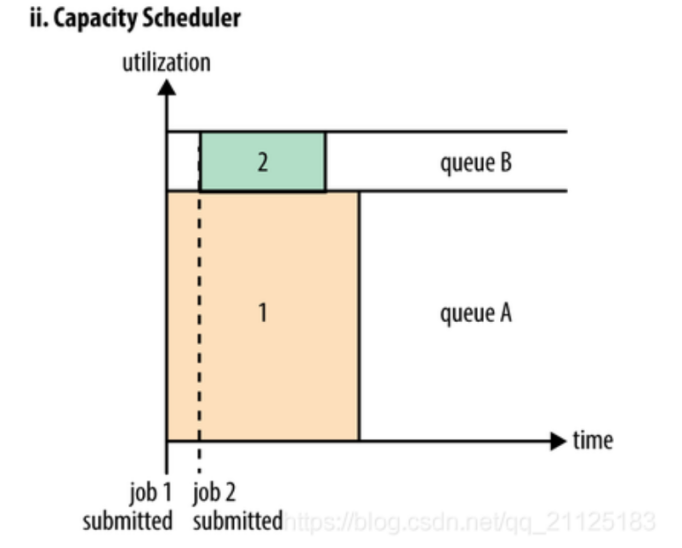 ii. Capacity Scheduler
utilization
2
queue B
1
queue A
time
job 1 job 2
submitted submitted
https://blog.csdn.net/qq_21125183